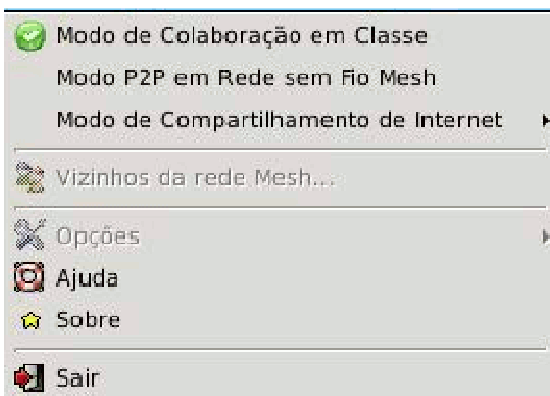 Modo de Colaboração em Classe
Modo P2P em Rede sem Fio Mesh
Modo de Compartilhamento de Internet
Vizinhos da rede Mesh...
Opções
Ajuda
Sobre
Sair